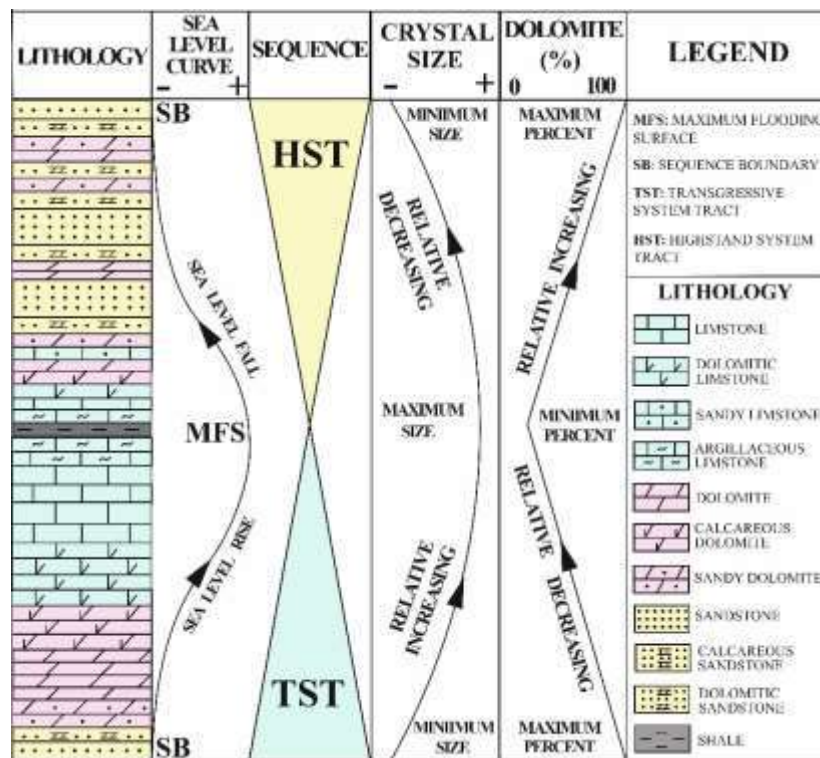 LITHOLOGY
SEA
LEVEL
CURVE
- +
SEQUENCE
CRYSTAL
SIZE
- +
DOLOMITE
(%)
0 100
LEGEND
SB
SEA LEVEL FALL
MFS
SEA LEVEL RISE
SB
HST
TST
MINIIMUM
SIZE
RELATIVE
DECREASING
MAXIMUM
SIZE
RELATIVE
INCREASING
MINIIMUM
SIZE
MAXIMUM
PERCENT
RELATIVE INCREASING
MINIIMUM
PERCENT
RELATIVE DECREASING
MAXIMUM
PERCENT
MFS: MAXIMUM FLOODING
SURFACE
SB: SEQUENCE BOUNDARY
TST: TRANSGRESSIVE
SYSTEM TRACT
HST: HIGHSTAND SYSTEM
TRACT
LITHOLOGY
LIMSTONE
DOLOMITIC
LIMSTONE
SANDY LIMSTONE
ARGILLACEOUS
LIMSTONE
DOLOMITE
CALCAREOUS
DOLOMITE
SANDY DOLOMITE
SANDSTONE
CALCAREOUS
SANDSTONE
DOLOMITIC
SANDSTONE
SHALE